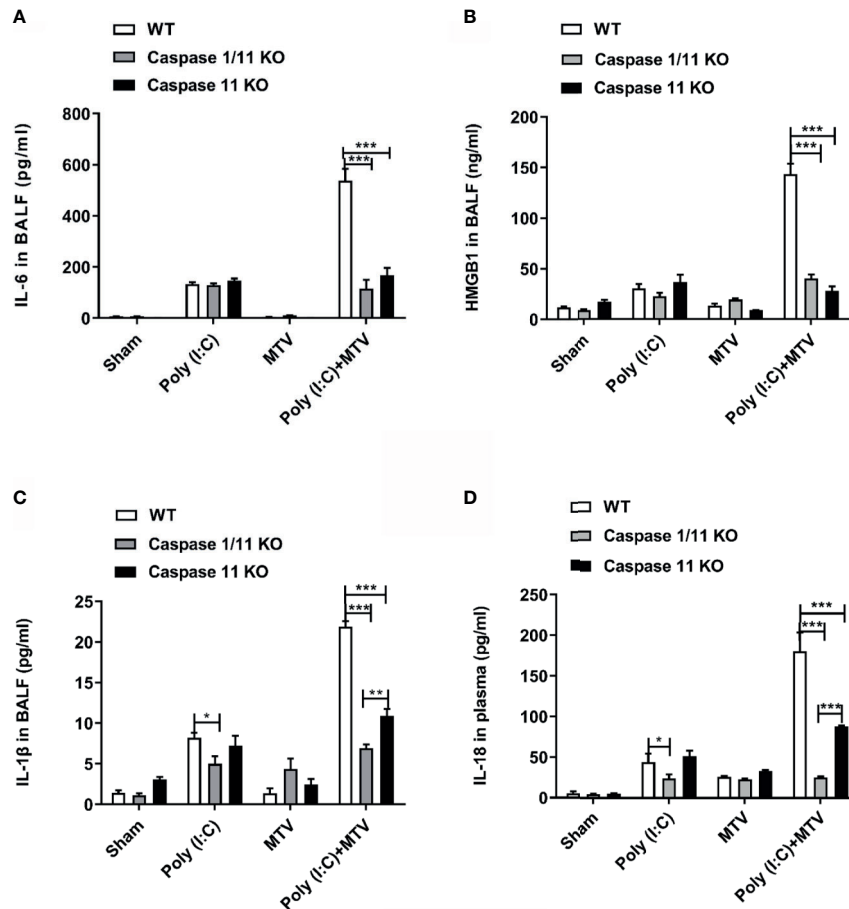 A
WT
Caspase 1/11 KO
Caspase 11 KO
IL-6 in BALF (pg/ml)
800
600
400
200
0
***
***
Sham
Poly (I:C)
MTV
Poly (I:C)+MTV
B
WT
Caspase 1/11 KO
Caspase 11 KO
HMGB1 in BALF (ng/ml)
200
150
100
50
0
***
***
Sham
Poly (I:C)
MTV
Poly (I:C)+MTV
C
WT
Caspase 1/11 KO
Caspase 11 KO
IL-1β in BALF (pg/ml)
25
20
15
10
5
0
*
***
***
**
Sham
Poly (I:C)
MTV
Poly (I:C)+MTV
D
WT
Caspase 1/11 KO
Caspase 11 KO
IL-18 in plasma (pg/ml)
250
200
150
100
50
0
*
***
***
***
Sham
Poly (I:C)
MTV
Poly (I:C)+MTV